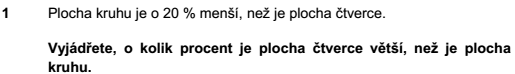 1 Plocha kruhu je o 20 % menší, než je plocha čtverce.
Vyjádřete, o kolik procent je plocha čtverce větší, než je plocha
kruhu.